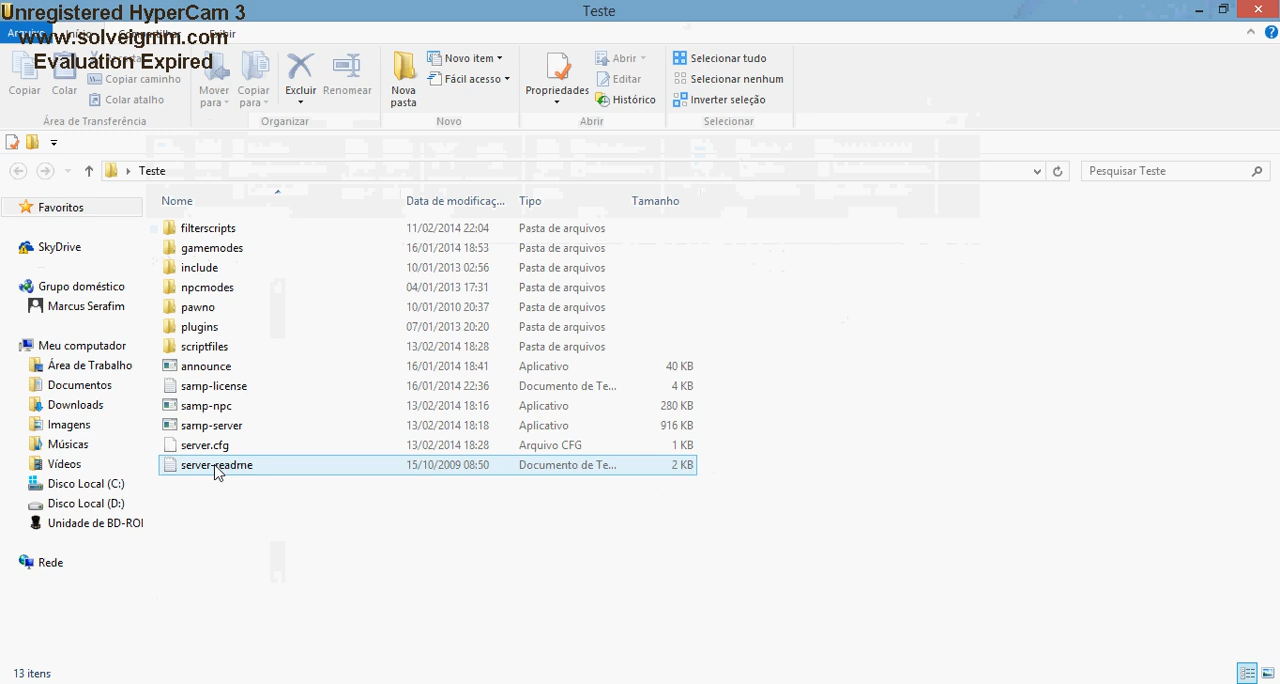 Unregistered HyperCam 3
www.solveigmm.com
Evaluation Expired
Teste
Exibir
Copiar
Colar
Copiar caminho
Colar atalho
Área de Transferência
Mover para
Copiar para
Excluir
Renomear
Organizar
Nova pasta
Novo item
Fácil acesso
Novo
Propriedades
Abrir
Editar
Histórico
Abrir
Selecionar tudo
Selecionar nenhum
Inverter seleção
Selecionar
Teste
Pesquisar Teste
Favoritos
SkyDrive
Grupo doméstico
Marcus Serafim
Meu computador
Área de Trabalho
Documentos
Downloads
Imagens
Músicas
Vídeos
Disco Local (C:)
Disco Local (D:)
Unidade de BD-ROI
Rede
Nome Data de modificaç... Tipo Tamanho
filterscripts 11/02/2014 22:04 Pasta de arquivos
gamemodes 16/01/2014 18:53 Pasta de arquivos
include 10/01/2013 02:56 Pasta de arquivos
npcmodes 04/01/2013 17:31 Pasta de arquivos
pawno 10/01/2010 20:37 Pasta de arquivos
plugins 07/01/2013 20:20 Pasta de arquivos
scriptfiles 13/02/2014 18:28 Pasta de arquivos
announce 16/01/2014 18:41 Aplicativo 40 KB
samp-license 16/01/2014 22:36 Documento de Te... 4 KB
samp-npc 13/02/2014 18:16 Aplicativo 280 KB
samp-server 13/02/2014 18:18 Aplicativo 916 KB
server.cfg 13/02/2014 18:28 Arquivo CFG 1 KB
server-readme 15/10/2009 08:50 Documento de Te... 2 KB
13 itens